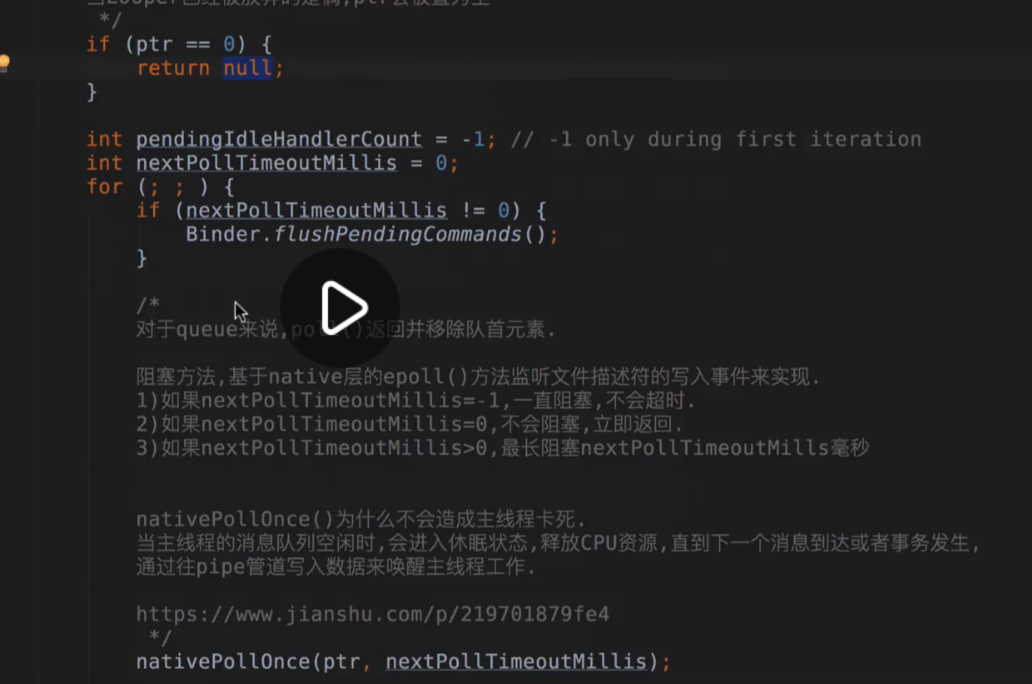 */
if (ptr == 0) {
return null;
}
int pendingIdleHandlerCount = -1; // -1 only during first iteration
int nextPollTimeoutMillis = 0;
for (; ; ) {
if (nextPollTimeoutMillis != 0) {
Binder.flushPendingCommands();
}
/*
对于queue来说,poll()返回并移除队首元素.
阻塞方法,基于native层的epoll()方法监听文件描述符的写入事件来实现.
1)如果nextPollTimeoutMillis=-1,一直阻塞,不会超时.
2)如果nextPollTimeoutMillis=0,不会阻塞,立即返回.
3)如果nextPollTimeoutMillis>0,最长阻塞nextPollTimeoutMills毫秒
nativePollOnce()为什么不会造成主线程卡死.
当主线程的消息队列空闲时,会进入休眠状态,释放CPU资源,直到下一个消息到达或者事务发生,
通过往pipe管道写入数据来唤醒主线程工作.
https://www.jianshu.com/p/219701879fe4
*/
nativePollOnce(ptr, nextPollTimeoutMillis);